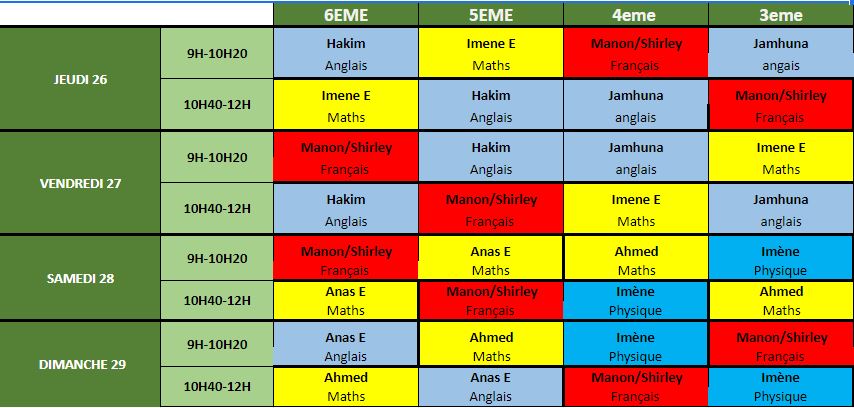 6EME 5EME 4eme 3eme
JEUDI 26
9H-10H20
Hakim Imene E Manon/Shirley Jamhuna
Anglais Maths Français angais
10H40-12H
Imene E Hakim Jamhuna Manon/Shirley
Maths Anglais anglais Français
VENDREDI 27
9H-10H20
Manon/Shirley Hakim Jamhuna Imene E
Français Anglais anglais Maths
10H40-12H
Hakim Manon/Shirley Imene E Jamhuna
Anglais Français Maths anglais
SAMEDI 28
9H-10H20
Manon/Shirley Anas E Ahmed Imène
Français Maths Maths Physique
10H40-12H
Anas E Manon/Shirley Imène Ahmed
Maths Français Physique Maths
DIMANCHE 29
9H-10H20
Anas E Ahmed Imène Manon/Shirley
Anglais Maths Physique Français
10H40-12H
Ahmed Anas E Manon/Shirley Imène
Maths Anglais Français Physique